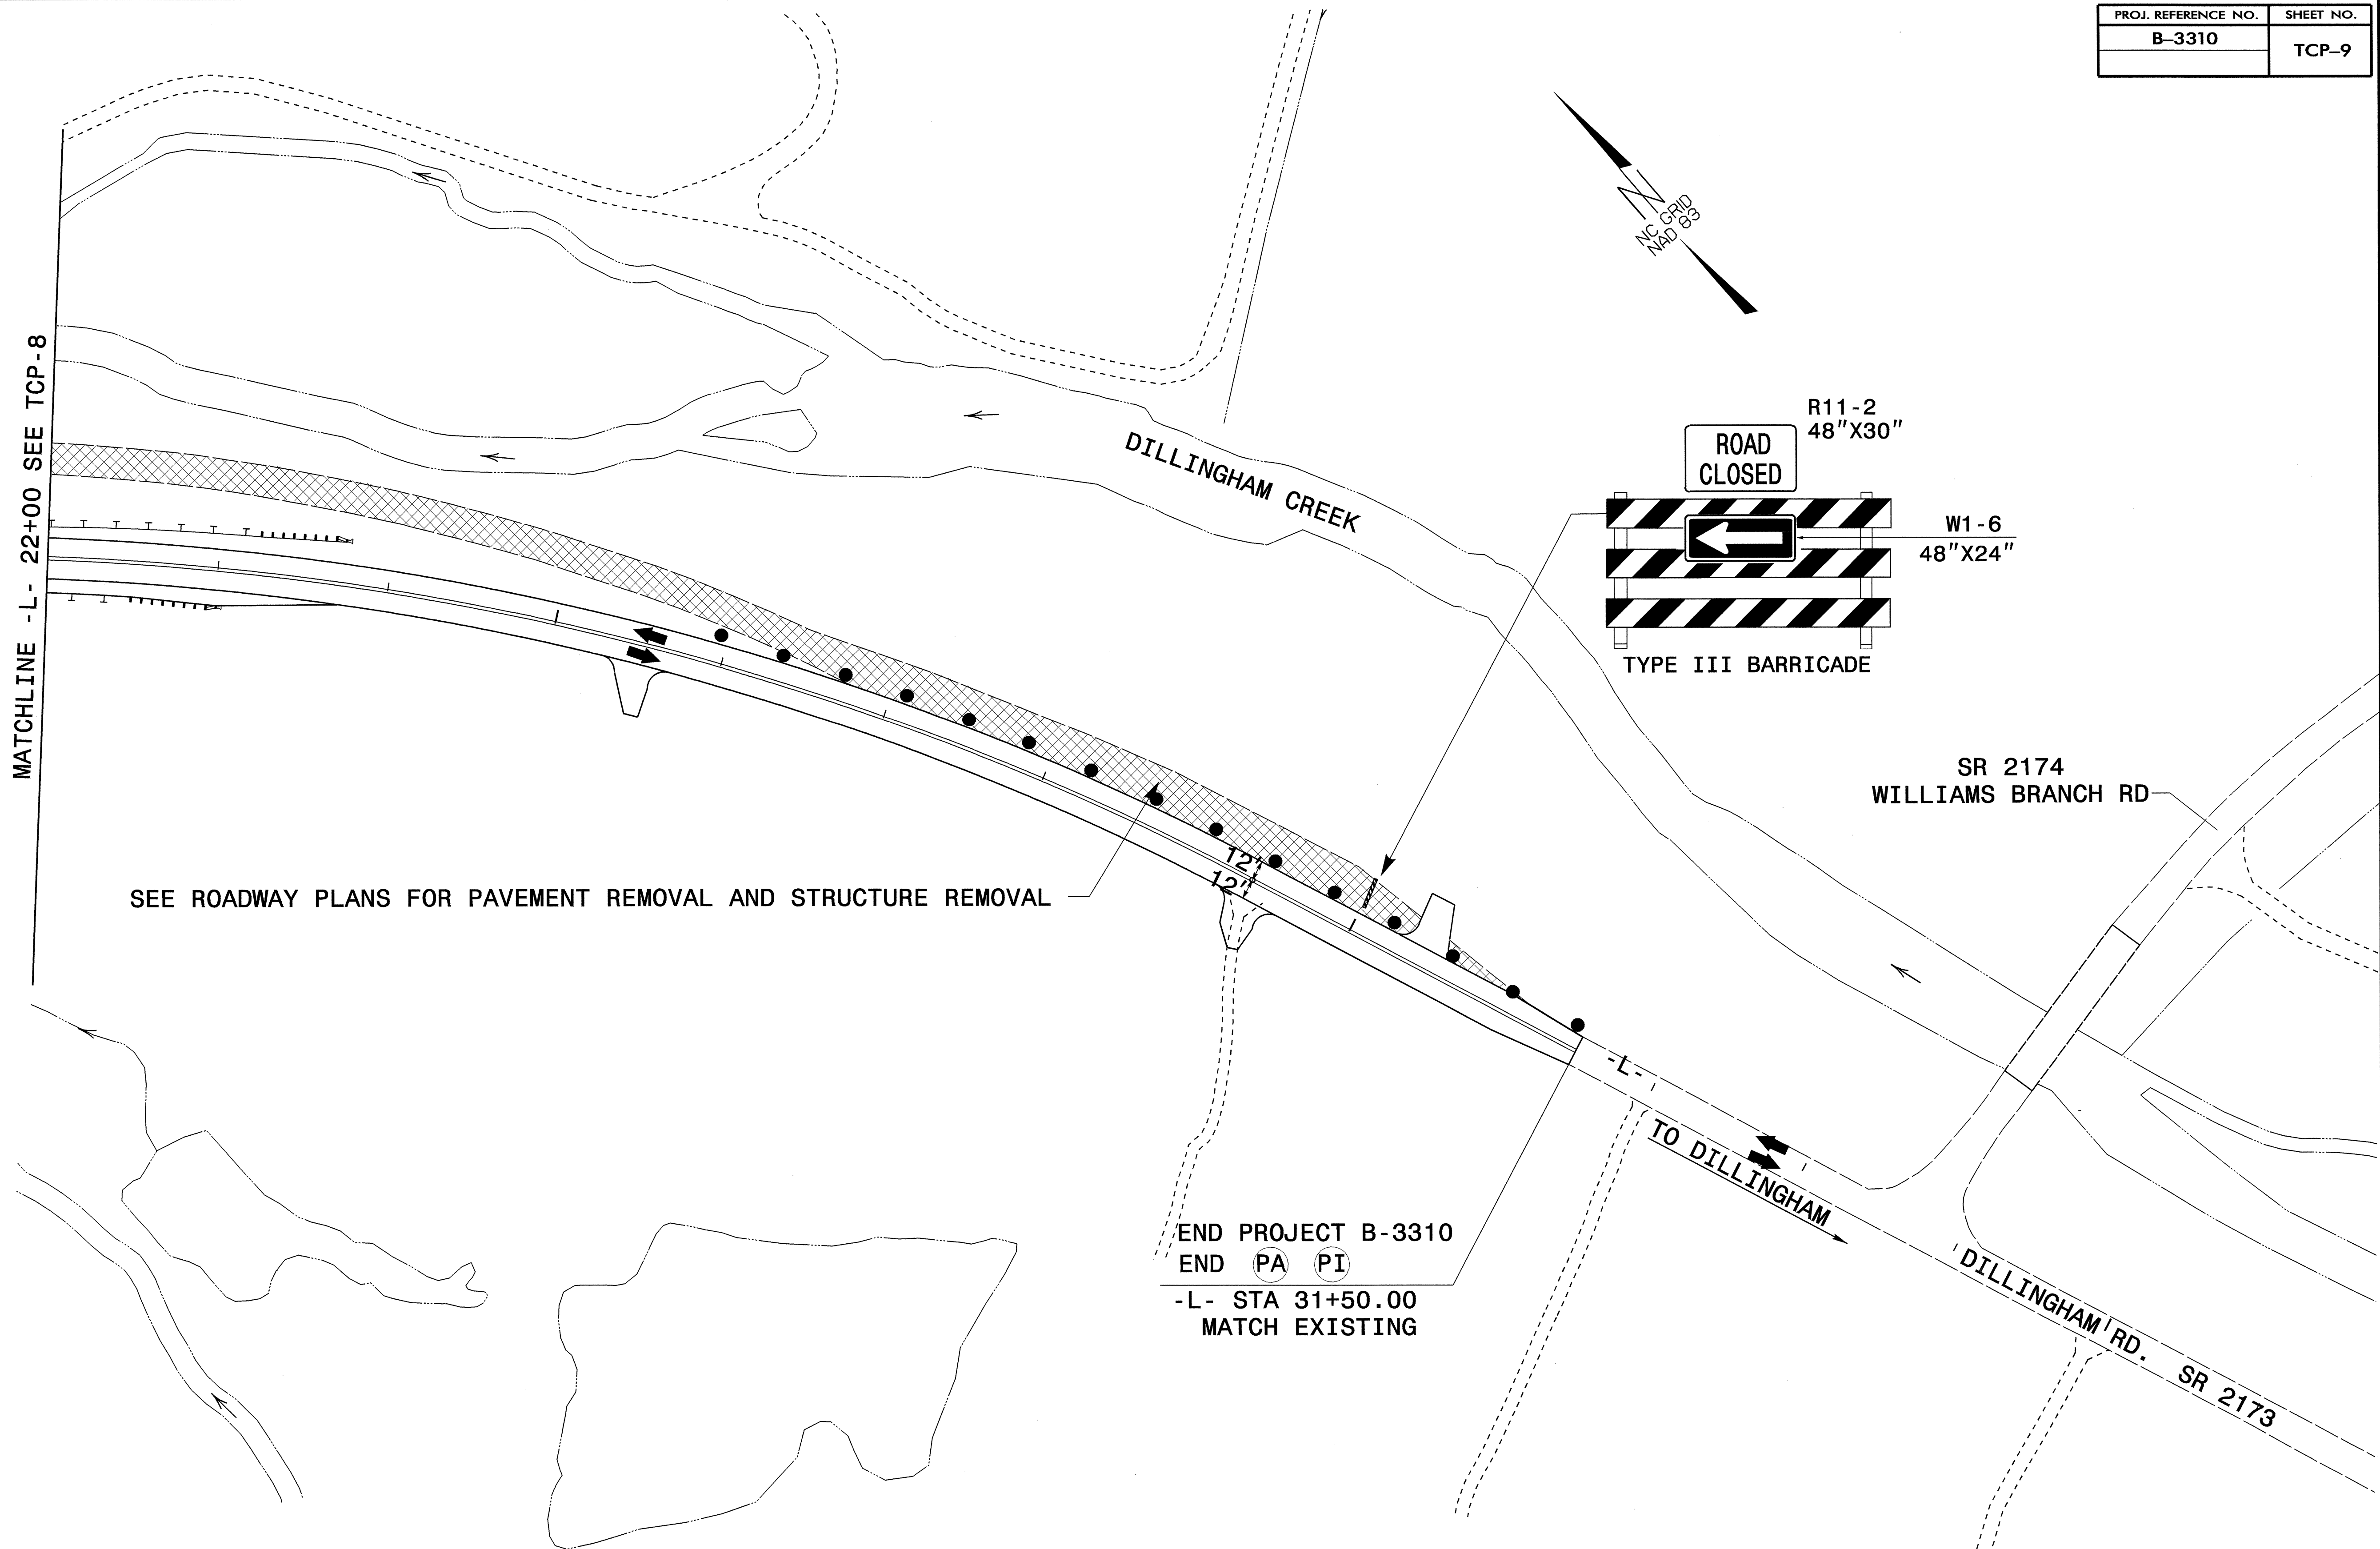 PROJ. REFERENCE NO.
SHEET NO.
B-3310
TCP-9
N
NC GRID
NAD 83
MATCHLINE -L- 22+00 SEE TCP-8
DILLINGHAM CREEK
R11-2
48"X30"
ROAD
CLOSED
W1-6
48"X24"
TYPE III BARRICADE
SR 2174
WILLIAMS BRANCH RD
12'
12'
SEE ROADWAY PLANS FOR PAVEMENT REMOVAL AND STRUCTURE REMOVAL
-L-
TO DILLINGHAM
END PROJECT B-3310
END PA PI
-L- STA 31+50.00
MATCH EXISTING
DILLINGHAM RD. SR 2173